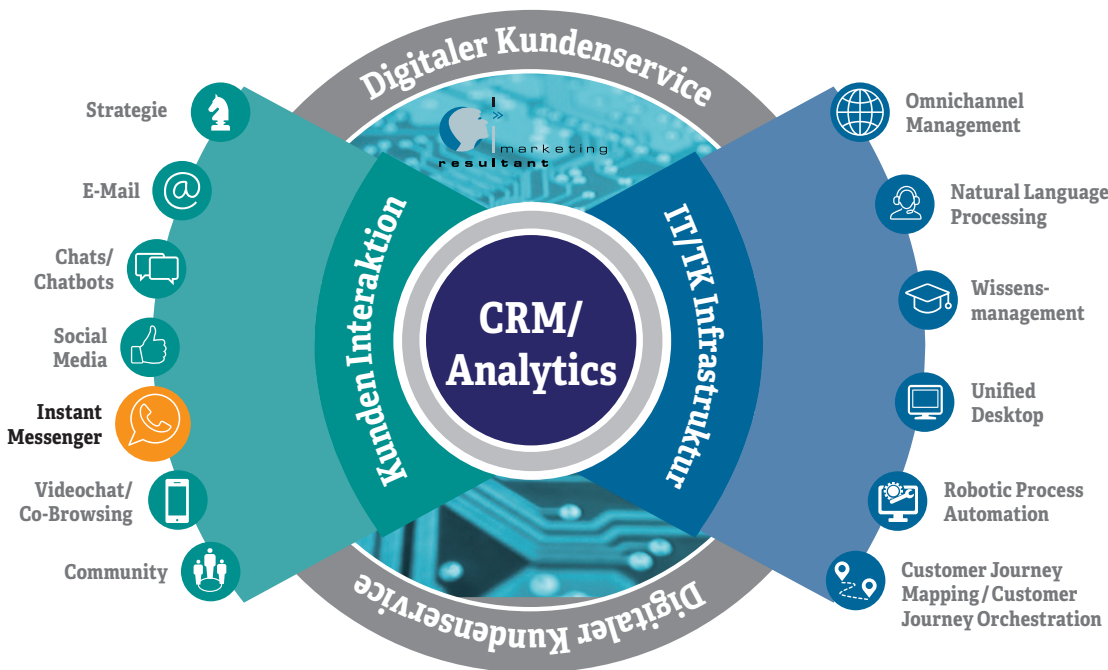 Digitaler Kundenservice
marketing
resultant
Strategie
E-Mail
Chats/
Chatbots
Social
Media
Instant
Messenger
Videochat/
Co-Browsing
Community
Kunden Interaktion
CRM/
Analytics
IT/TK Infrastruktur
Omnichannel
Management
Natural Language
Processing
Wissens-
management
Unified
Desktop
Robotic Process
Automation
Customer Journey
Mapping/Customer
Journey Orchestration
Digitaler Kundenservice